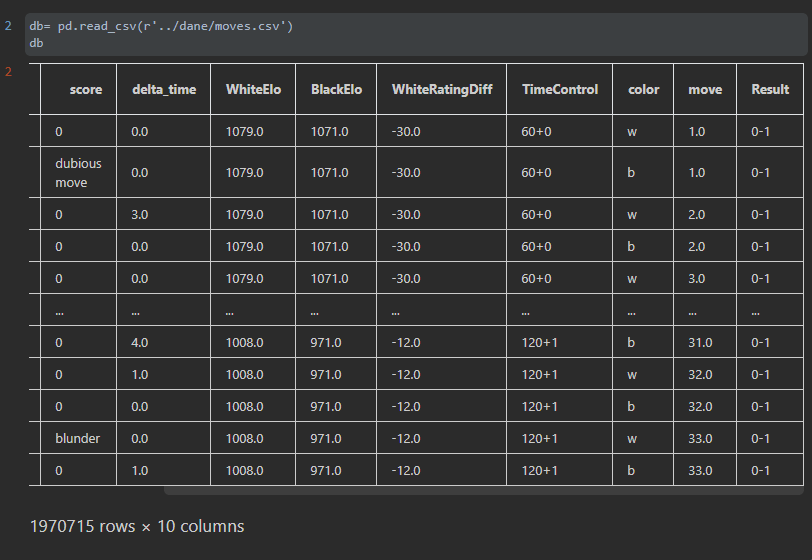 2 db= pd.read_csv(r'../dane/moves.csv')
db
2
score delta_time WhiteElo BlackElo WhiteRatingDiff TimeControl color move Result
0 0.0 1079.0 1071.0 -30.0 60+0 w 1.0 0-1
dubious
move 0.0 1079.0 1071.0 -30.0 60+0 b 1.0 0-1
0 3.0 1079.0 1071.0 -30.0 60+0 w 2.0 0-1
0 0.0 1079.0 1071.0 -30.0 60+0 b 2.0 0-1
0 0.0 1079.0 1071.0 -30.0 60+0 w 3.0 0-1
... ... ... ... ... ... ... ... ...
0 4.0 1008.0 971.0 -12.0 120+1 b 31.0 0-1
0 1.0 1008.0 971.0 -12.0 120+1 w 32.0 0-1
0 0.0 1008.0 971.0 -12.0 120+1 b 32.0 0-1
blunder 0.0 1008.0 971.0 -12.0 120+1 w 33.0 0-1
0 1.0 1008.0 971.0 -12.0 120+1 b 33.0 0-1
1970715 rows × 10 columns